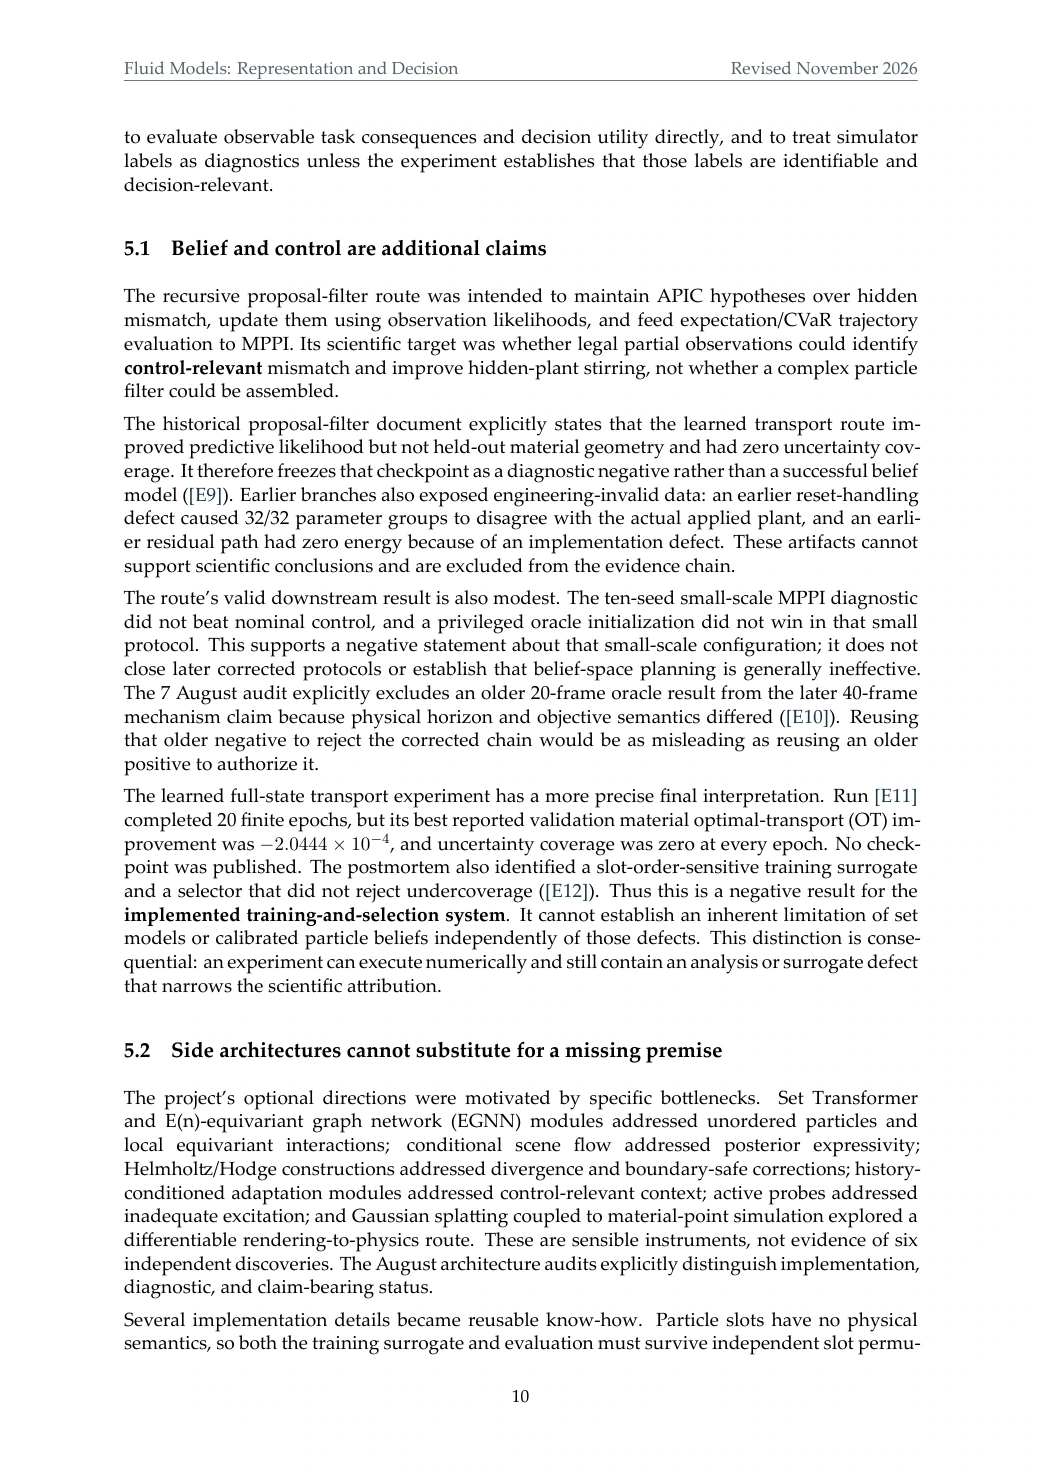 Fluid Models: Representation and Decision Revised November 2026
to evaluate observable task consequences and decision utility directly, and to treat simulator
labels as diagnostics unless the experiment establishes that those labels are identifiable and
decision-relevant.
5.1 Belief and control are additional claims
The recursive proposal-filter route was intended to maintain APIC hypotheses over hidden
mismatch, update them using observation likelihoods, and feed expectation/CVaR trajectory
evaluation to MPPI. Its scientific target was whether legal partial observations could identify
control-relevant mismatch and improve hidden-plant stirring, not whether a complex particle
filter could be assembled.
The historical proposal-filter document explicitly states that the learned transport route im-
proved predictive likelihood but not held-out material geometry and had zero uncertainty cov-
erage. It therefore freezes that checkpoint as a diagnostic negative rather than a successful belief
model ([E9]). Earlier branches also exposed engineering-invalid data: an earlier reset-handling
defect caused 32/32 parameter groups to disagree with the actual applied plant, and an earli-
er residual path had zero energy because of an implementation defect. These artifacts cannot
support scientific conclusions and are excluded from the evidence chain.
The route's valid downstream result is also modest. The ten-seed small-scale MPPI diagnostic
did not beat nominal control, and a privileged oracle initialization did not win in that small
protocol. This supports a negative statement about that small-scale configuration; it does not
close later corrected protocols or establish that belief-space planning is generally ineffective.
The 7 August audit explicitly excludes an older 20-frame oracle result from the later 40-frame
mechanism claim because physical horizon and objective semantics differed ([E10]). Reusing
that older negative to reject the corrected chain would be as misleading as reusing an older
positive to authorize it.
The learned full-state transport experiment has a more precise final interpretation. Run [E11]
completed 20 finite epochs, but its best reported validation material optimal-transport (OT) im-
provement was −2.0444 × 10⁻⁴, and uncertainty coverage was zero at every epoch. No check-
point was published. The postmortem also identified a slot-order-sensitive training surrogate
and a selector that did not reject undercoverage ([E12]). Thus this is a negative result for the
implemented training-and-selection system. It cannot establish an inherent limitation of set
models or calibrated particle beliefs independently of those defects. This distinction is conse-
quential: an experiment can execute numerically and still contain an analysis or surrogate defect
that narrows the scientific attribution.
5.2 Side architectures cannot substitute for a missing premise
The project's optional directions were motivated by specific bottlenecks. Set Transformer
and E(n)-equivariant graph network (EGNN) modules addressed unordered particles and
local equivariant interactions; conditional scene flow addressed posterior expressivity;
Helmholtz/Hodge constructions addressed divergence and boundary-safe corrections; history-
conditioned adaptation modules addressed control-relevant context; active probes addressed
inadequate excitation; and Gaussian splatting coupled to material-point simulation explored a
differentiable rendering-to-physics route. These are sensible instruments, not evidence of six
independent discoveries. The August architecture audits explicitly distinguish implementation,
diagnostic, and claim-bearing status.
Several implementation details became reusable know-how. Particle slots have no physical
semantics, so both the training surrogate and evaluation must survive independent slot permu-
10